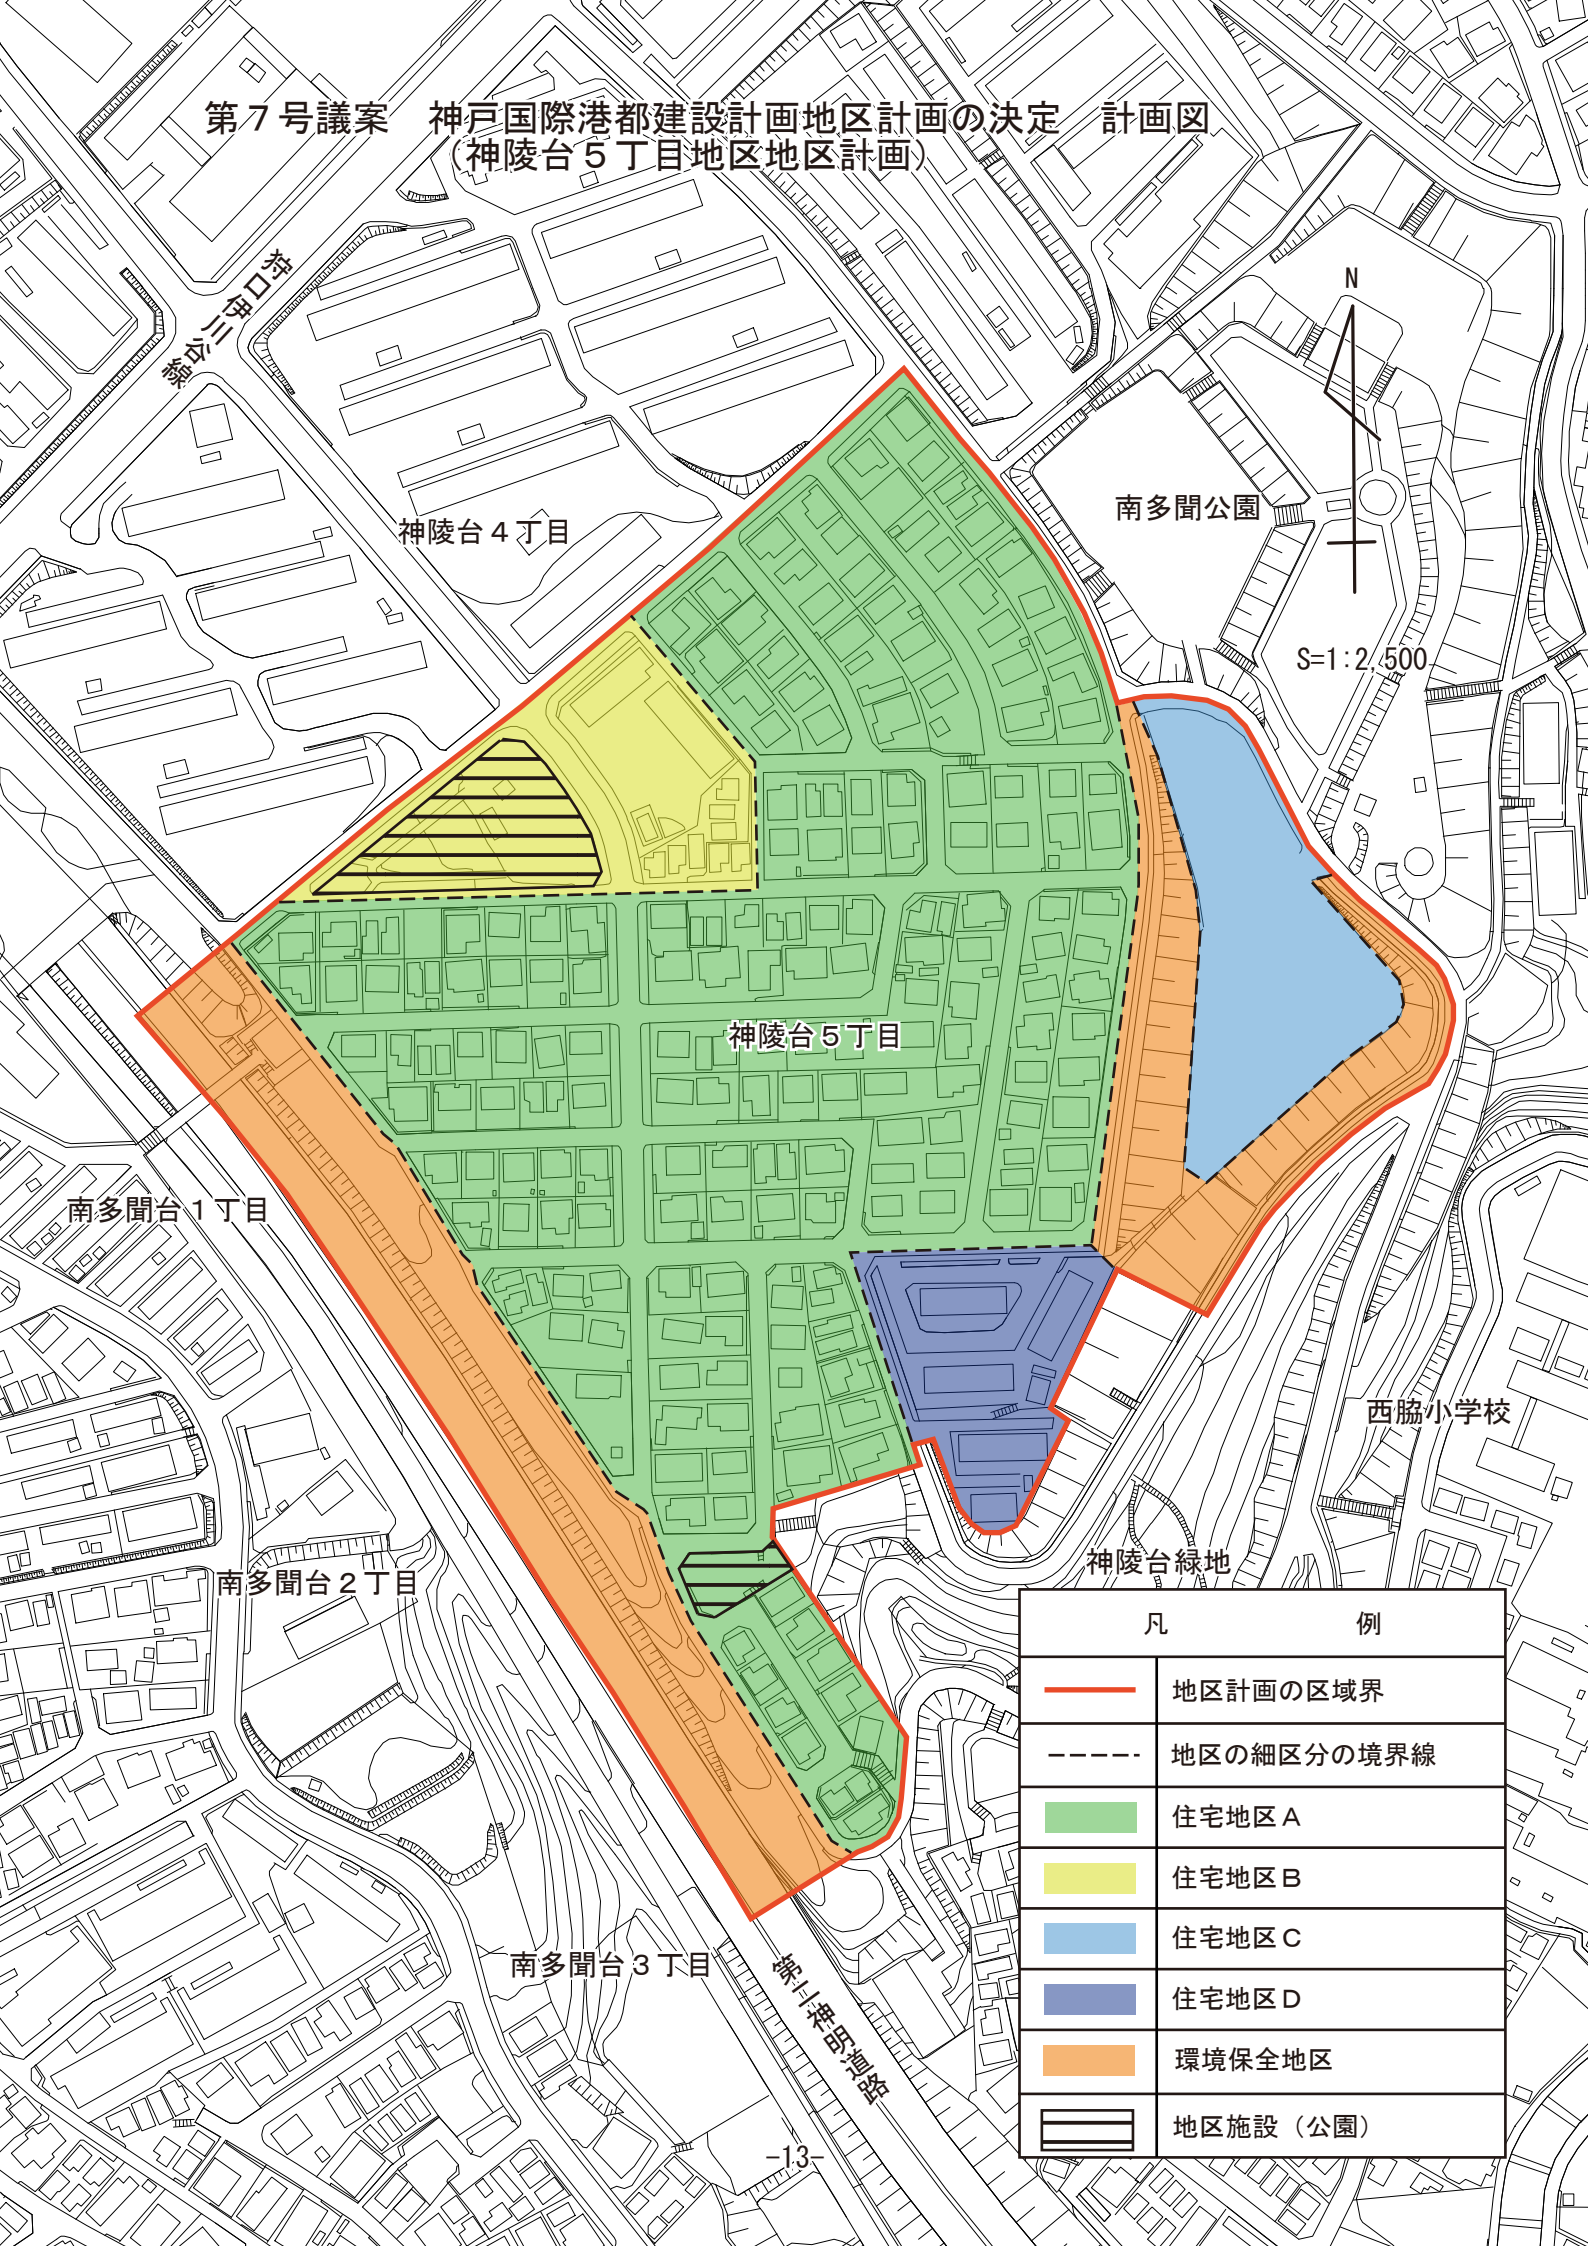 第７号議案　神戸国際港都建設計画地区計画の決定　計画図
（神陵台５丁目地区地区計画）
狩口伊川谷線
N
南多聞公園
神陵台４丁目
S=1:2,500
神陵台５丁目
南多聞台１丁目
西脇小学校
神陵台緑地
南多聞台２丁目
南多聞台３丁目
第二神明道路
凡　例
地区計画の区域界
地区の細区分の境界線
住宅地区Ａ
住宅地区Ｂ
住宅地区Ｃ
住宅地区Ｄ
環境保全地区
地区施設（公園）
-13-